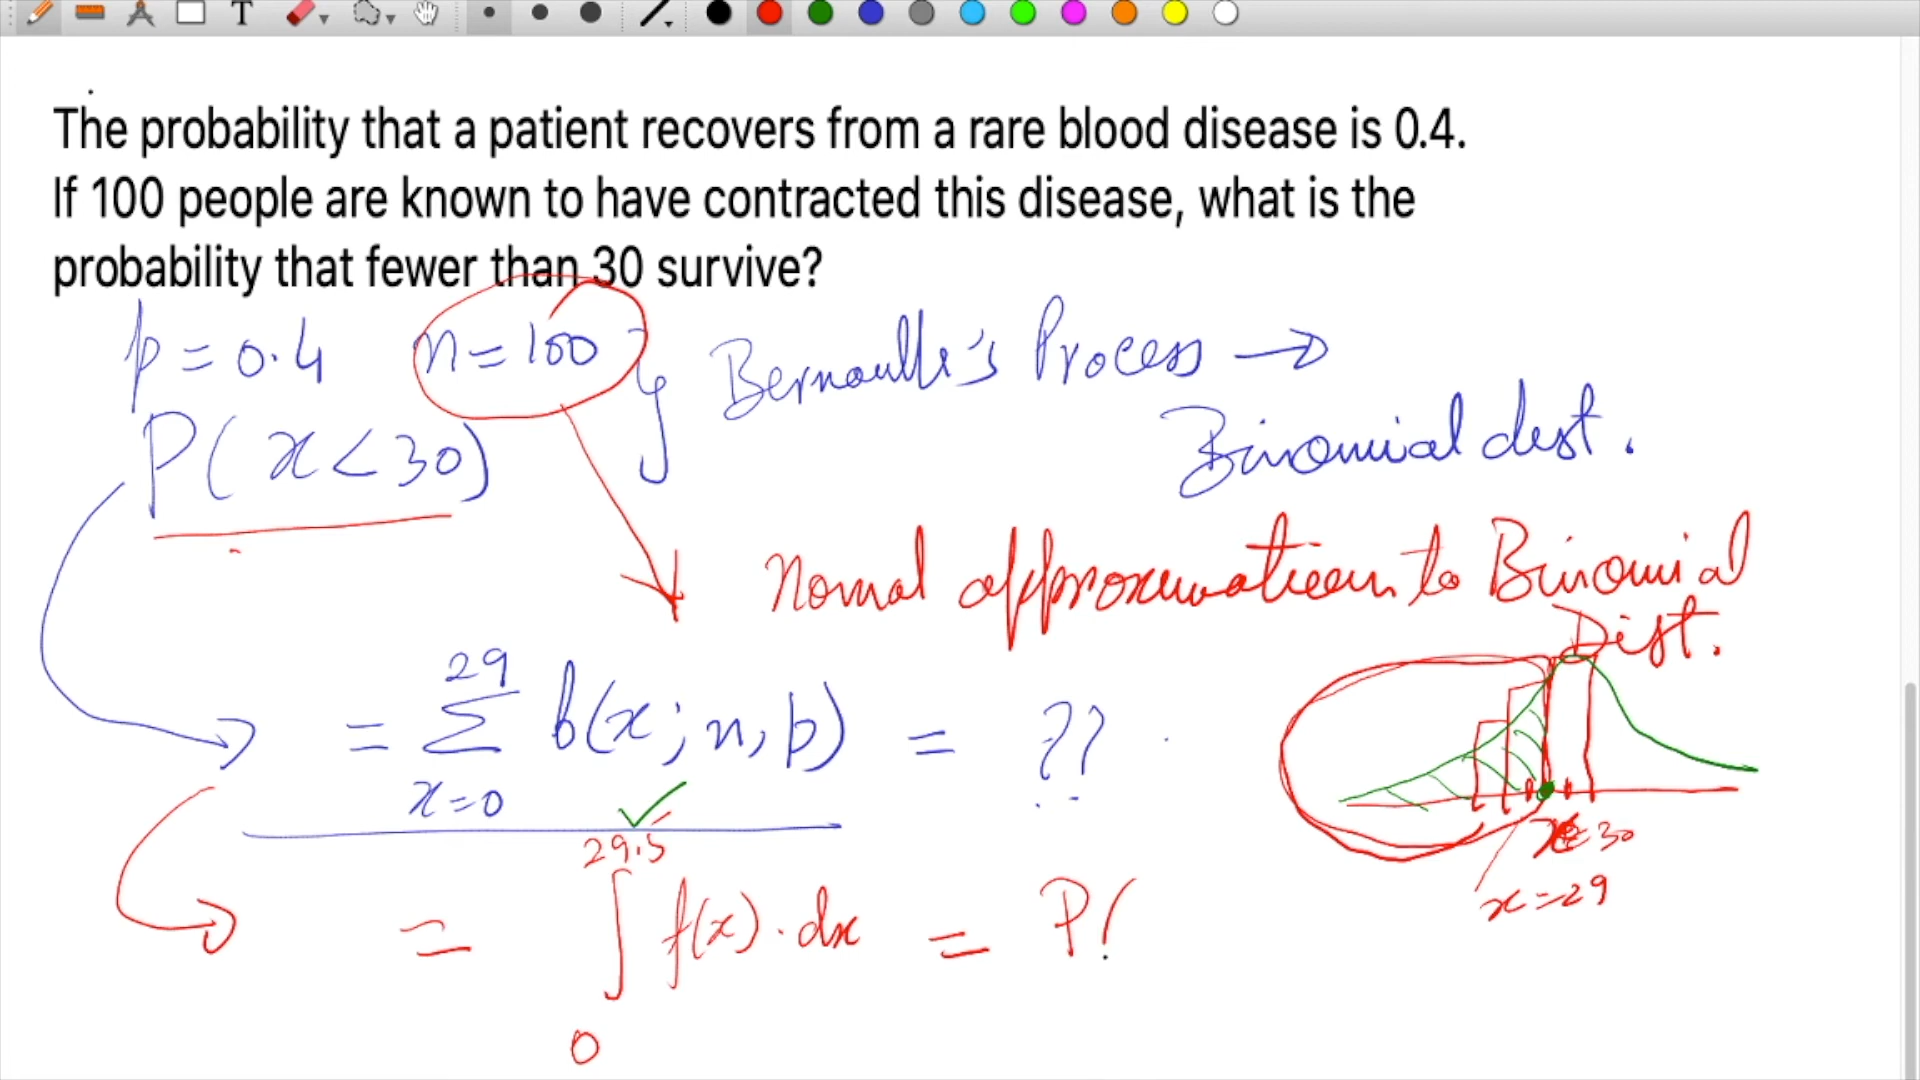 The probability that a patient recovers from a rare blood disease is 0.4.
If 100 people are known to have contracted this disease, what is the
probability that fewer than 30 survive?
p = 0.4 n = 100 } Bernoulli's Process →
P(x < 30) Binomial dist.
Normal approximation to Binomial
Dist.
= 29 Σ x=0 b(x; n, p) = ??
x = 30
x = 29
= ∫ 29.5 0 f(x).dx = P(